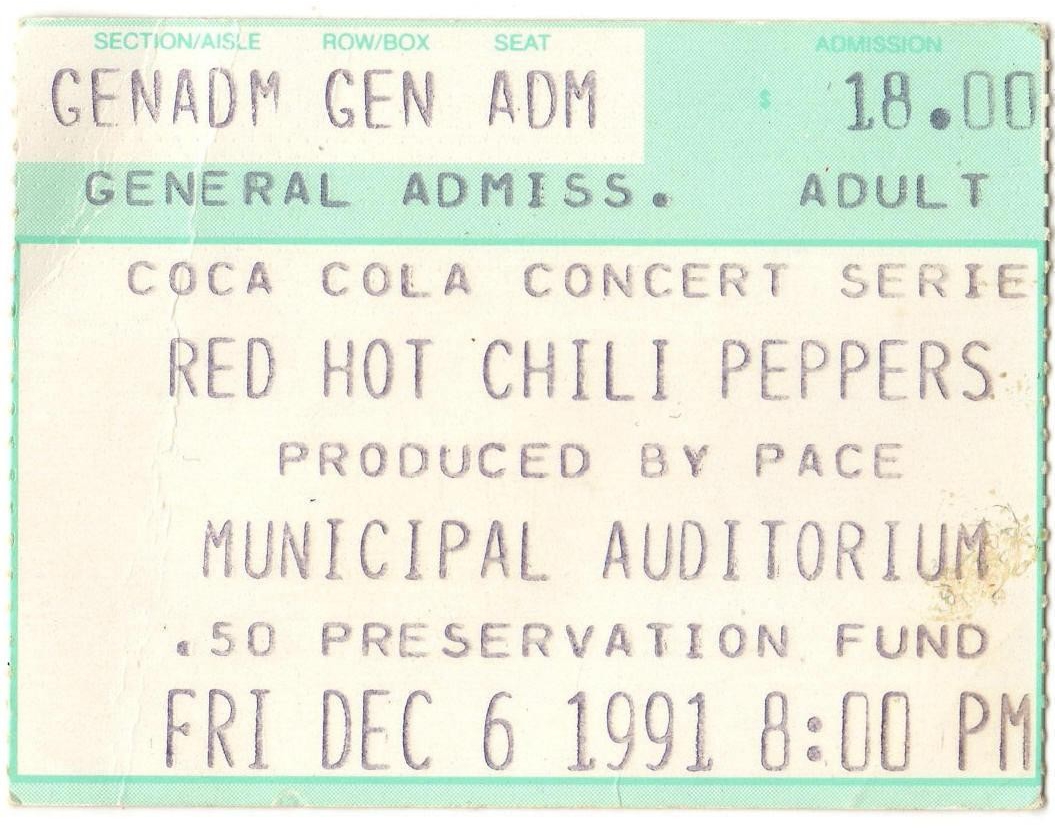 SECTION/AISLE ROW/BOX SEAT ADMISSION
GENADM GEN ADM $ 18.00
GENERAL ADMISS. ADULT
COCA COLA CONCERT SERIE
RED HOT CHILI PEPPERS
PRODUCED BY PACE
MUNICIPAL AUDITORIUM
.50 PRESERVATION FUND
FRI DEC 6 1991 8:00 PM